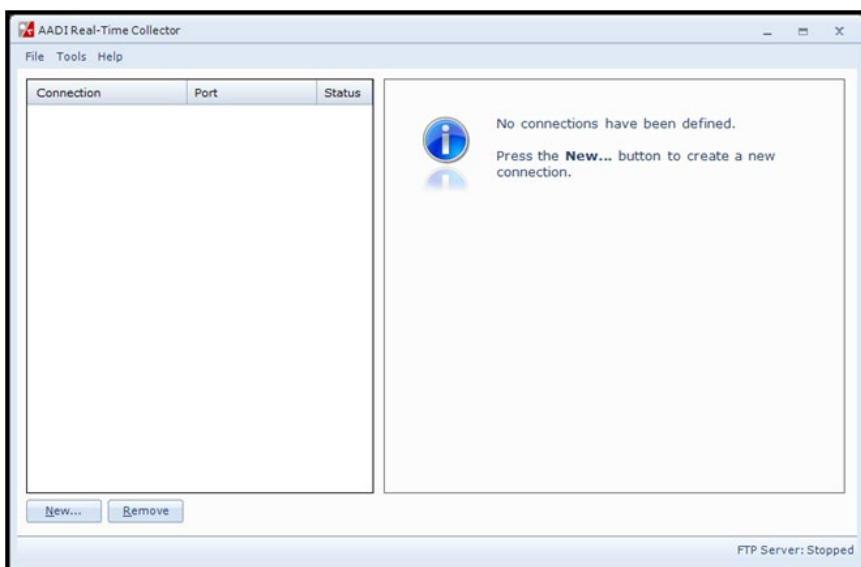 AADI Real-Time Collector
File Tools Help
Connection Port Status
No connections have been defined.
Press the New... button to create a new
connection.
New... Remove
FTP Server: Stopped